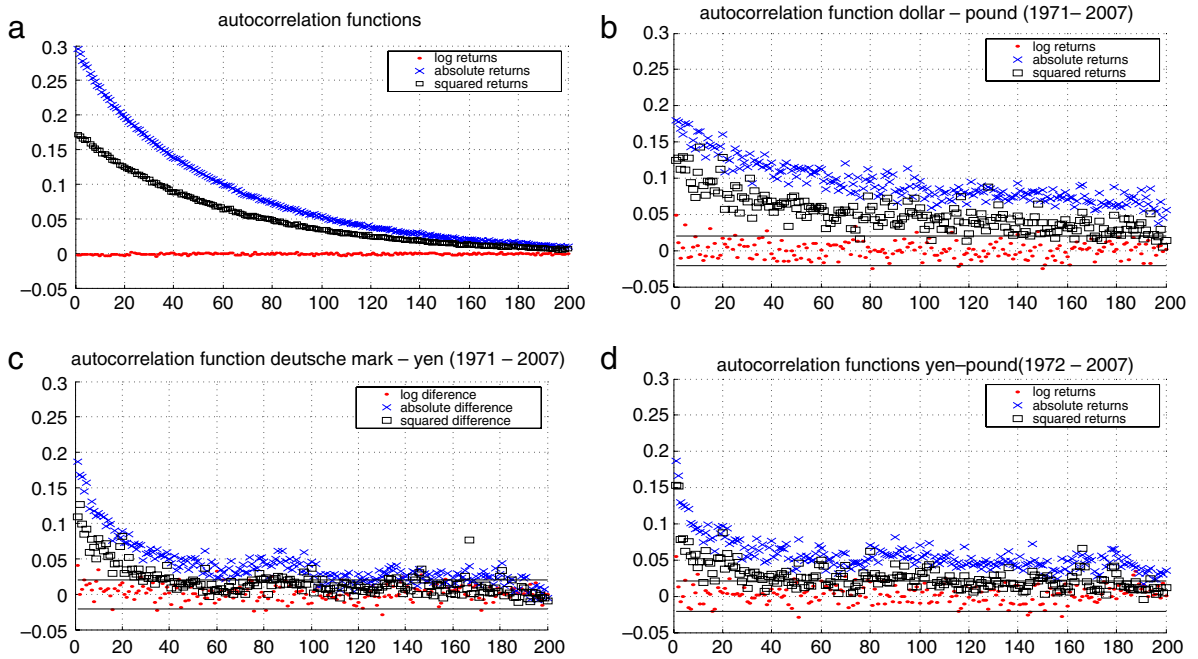 a
autocorrelation functions
log returns
absolute returns
squared returns
0.3
0.25
0.2
0.15
0.1
0.05
0
–0.05
0 20 40 60 80 100 120 140 160 180 200
b
autocorrelation function dollar – pound (1971– 2007)
log returns
absolute returns
squared returns
0.3
0.25
0.2
0.15
0.1
0.05
0
–0.05
0 20 40 60 80 100 120 140 160 180 200
c
autocorrelation function deutsche mark – yen (1971 – 2007)
log diference
absolute difference
squared difference
0.3
0.25
0.2
0.15
0.1
0.05
0
–0.05
0 20 40 60 80 100 120 140 160 180 200
d
autocorrelation functions yen–pound(1972 – 2007)
log returns
absolute returns
squared returns
0.3
0.25
0.2
0.15
0.1
0.05
0
–0.05
0 20 40 60 80 100 120 140 160 180 200